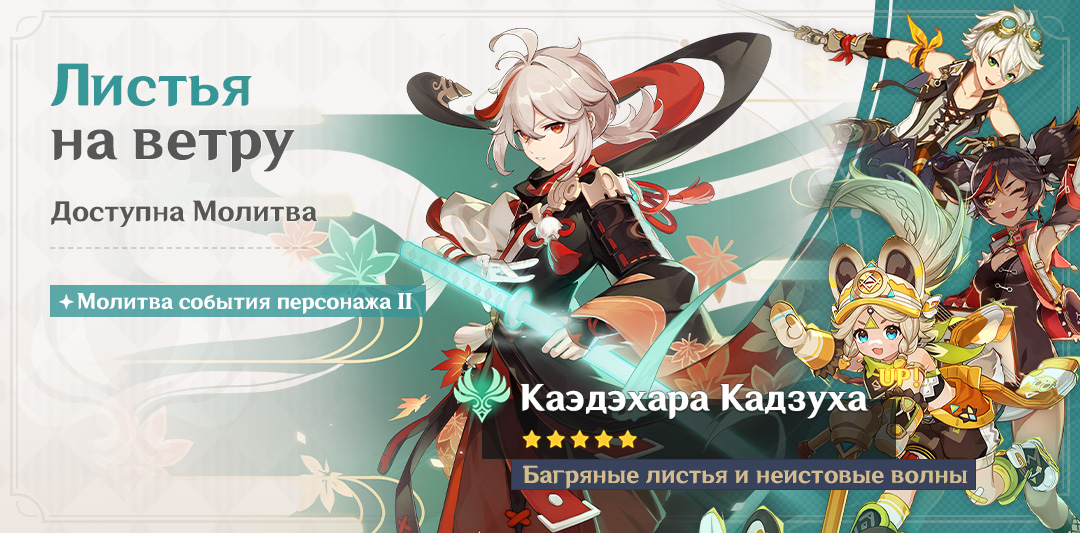 Листья
на ветру
Доступна Молитва
Молитва события персонажа II
UP!
Каэдэхара Кадзуха
Багряные листья и неистовые волны